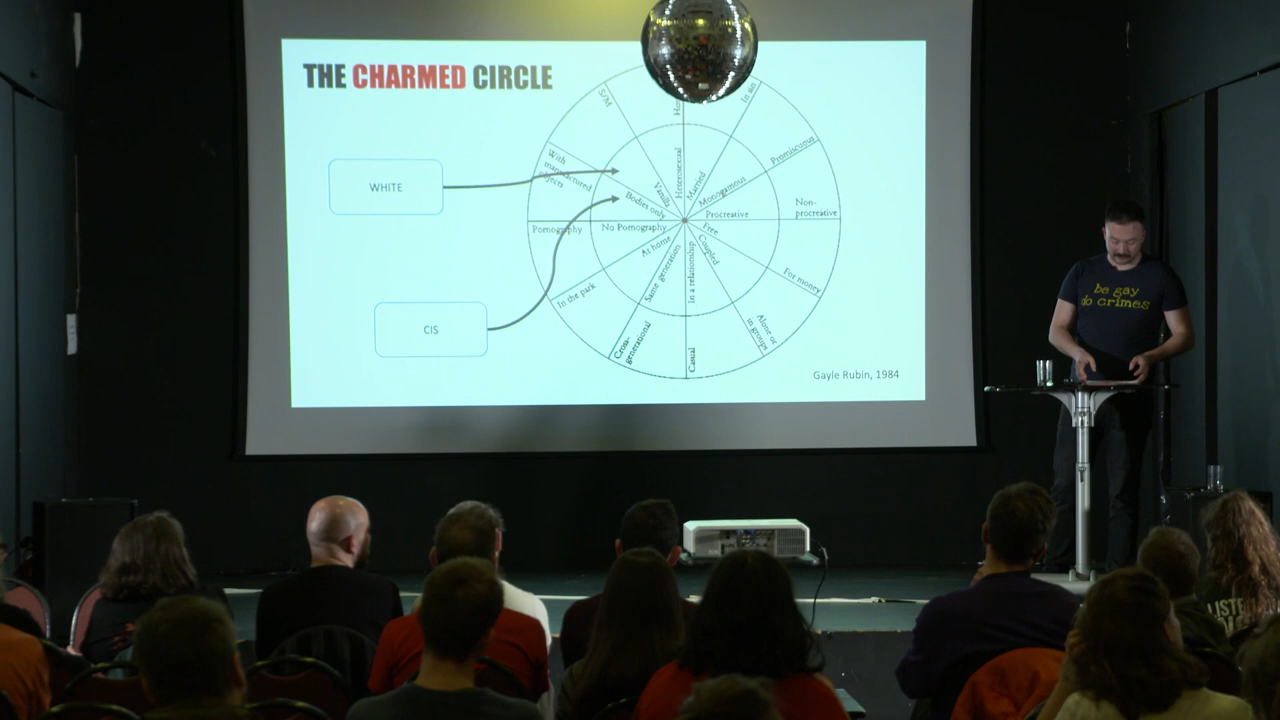 THE CHARMED CIRCLE
WHITE
CIS
S/M
Promiscuous
Non-
procreative
For money
Alone or
in groups
Casual
Cross-
generational
In the park
Pornography
With
manufactured
objects
Vanilla
Heterosexual
Married
Monogamous
Procreative
Free
Coupled
In a relationship
Same generation
At home
No Pornography
Bodies only
Gayle Rubin, 1984
be gay
do crimes